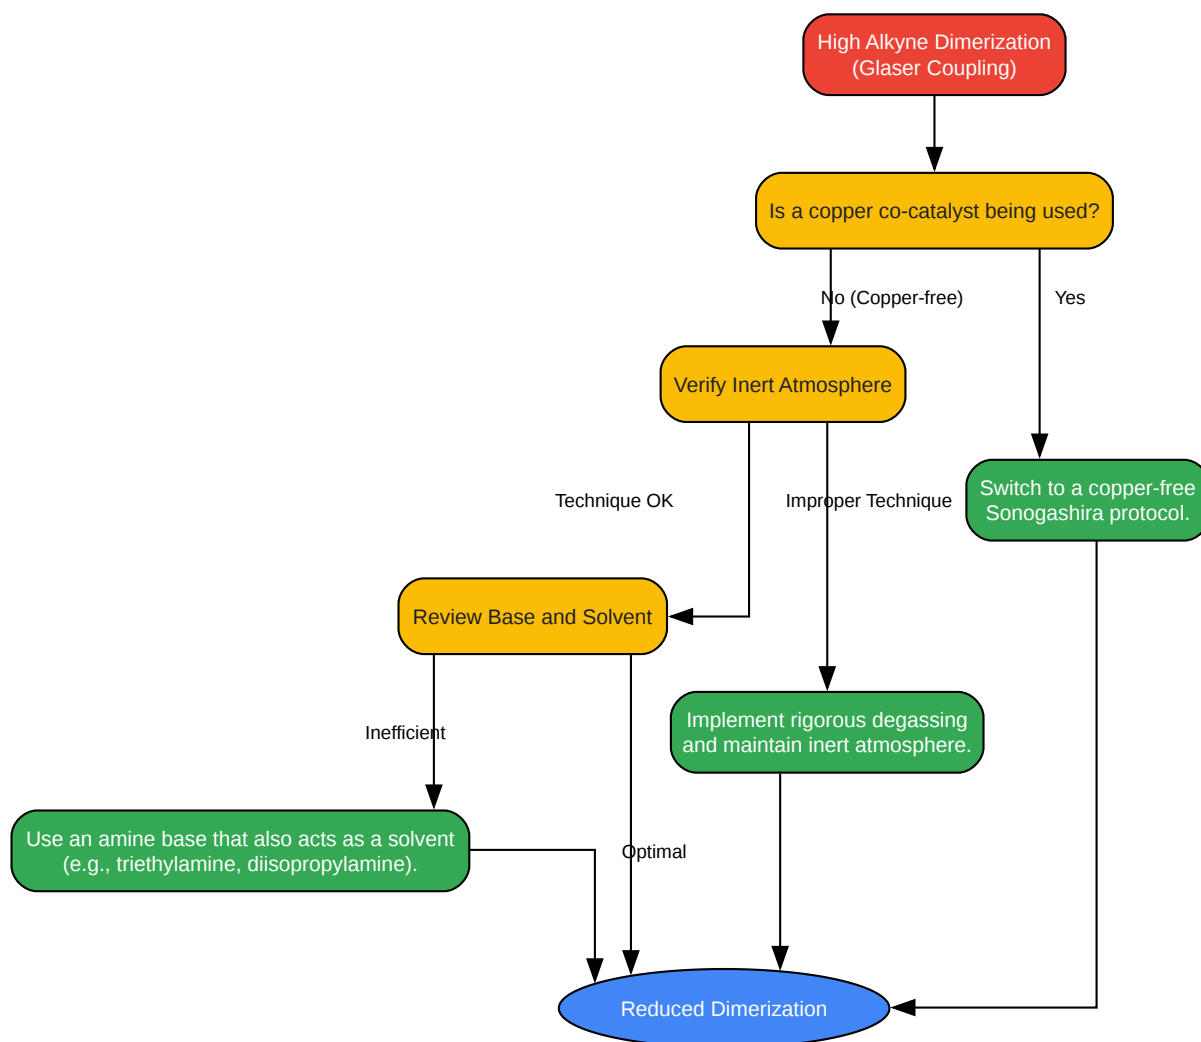 High Alkyne Dimerization
(Glaser Coupling)
Is a copper co-catalyst being used?
No (Copper-free)
Yes
Verify Inert Atmosphere
Technique OK
Improper Technique
Switch to a copper-free
Sonogashira protocol.
Review Base and Solvent
Implement rigorous degassing
and maintain inert atmosphere.
Inefficient
Use an amine base that also acts as a solvent
(e.g., triethylamine, diisopropylamine).
Optimal
Reduced Dimerization